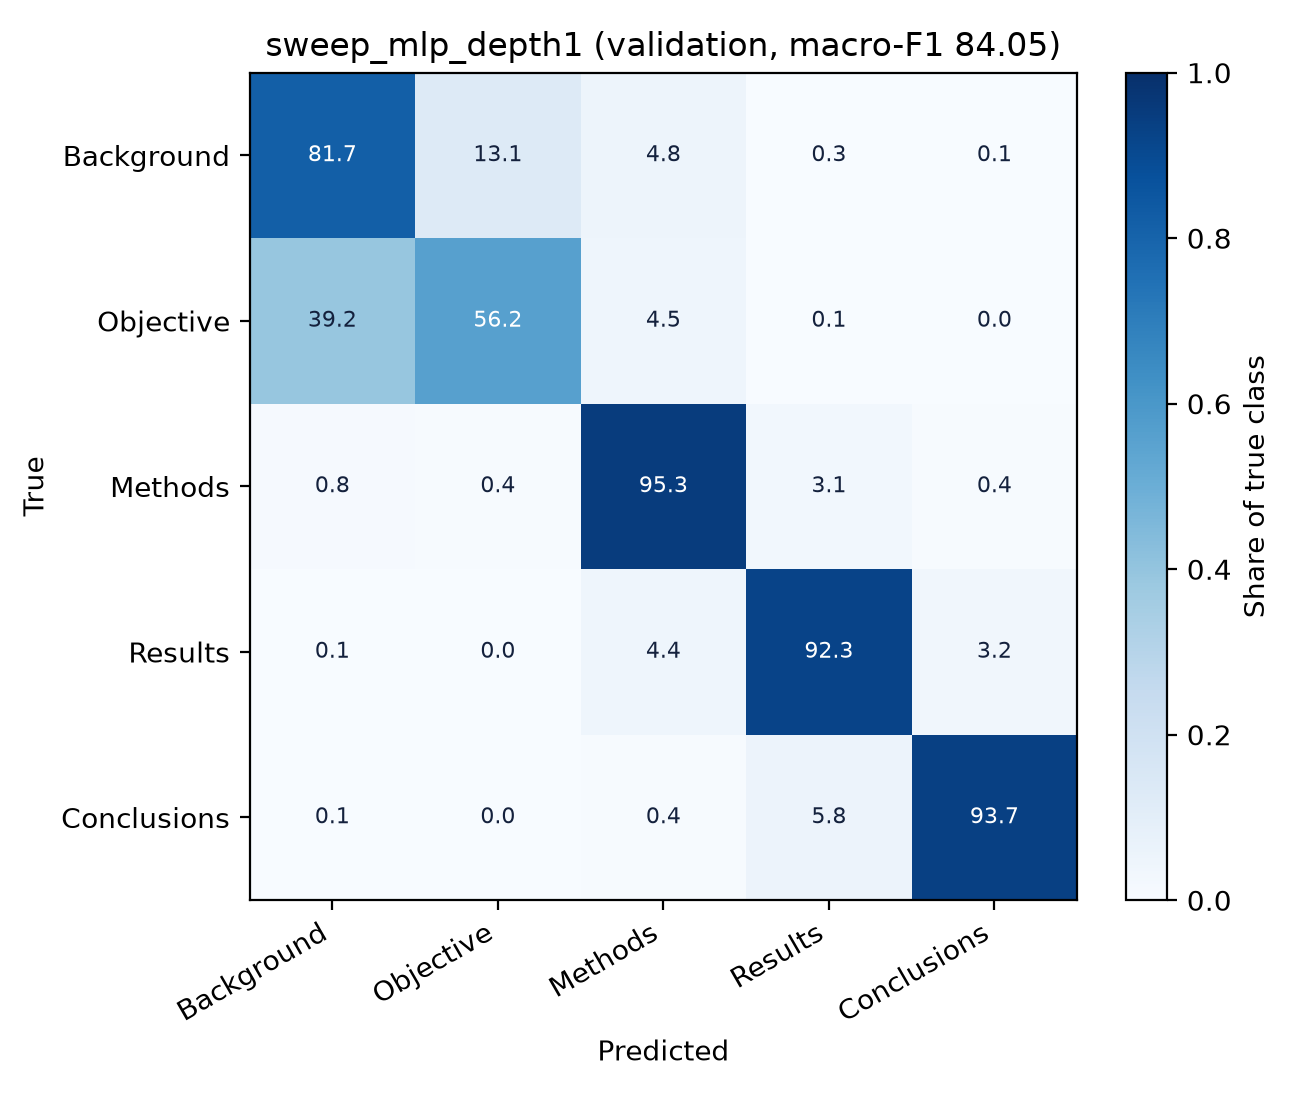 sweep_mlp_depth1 (validation, macro-F1 84.05)
Background 81.7 13.1 4.8 0.3 0.1
Objective 39.2 56.2 4.5 0.1 0.0
Methods 0.8 0.4 95.3 3.1 0.4
Results 0.1 0.0 4.4 92.3 3.2
Conclusions 0.1 0.0 0.4 5.8 93.7
True
Background Objective Methods Results Conclusions
Predicted
1.0
0.8
0.6
0.4
0.2
0.0
Share of true class